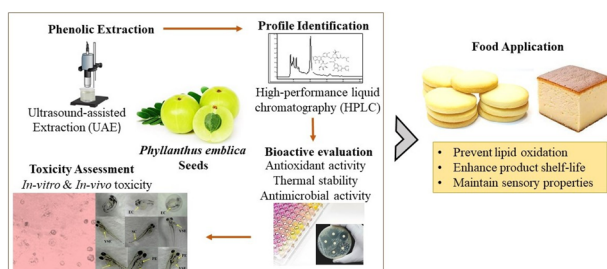 Phenolic Extraction
Profile Identification
Ultrasound-assisted
Extraction (UAE)
High-performance liquid
chromatography (HPLC)
Phyllanthus emblica
Seeds
Toxicity Assessment
In-vitro & In-vivo toxicity
Bioactive evaluation
Antioxidant activity
Thermal stability
Antimicrobial activity
Food Application
• Prevent lipid oxidation
• Enhance product shelf-life
• Maintain sensory properties